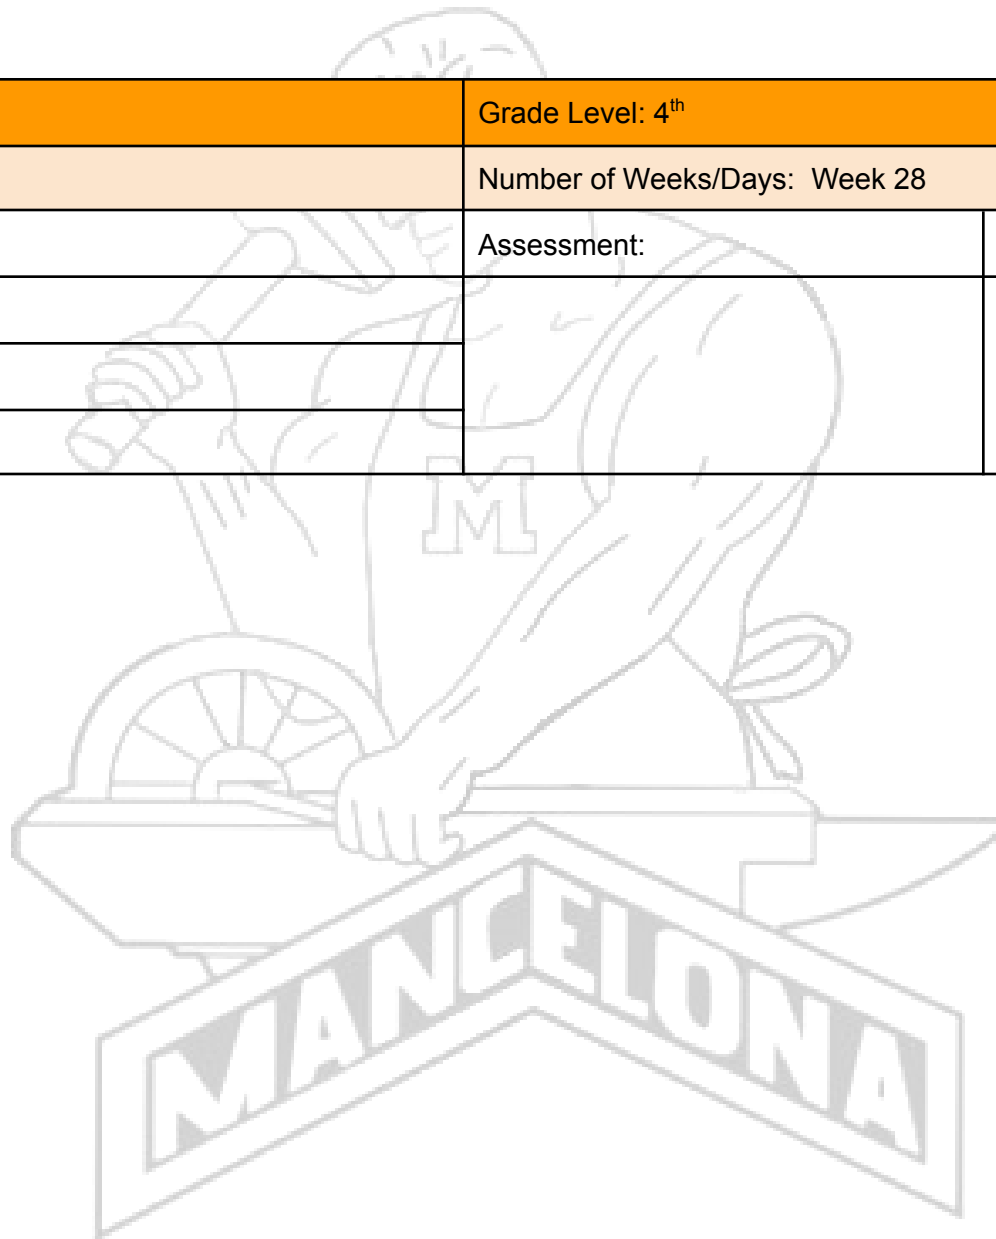 Grade Level: 4th
Number of Weeks/Days: Week 28
Assessment:
M
MANCELONA